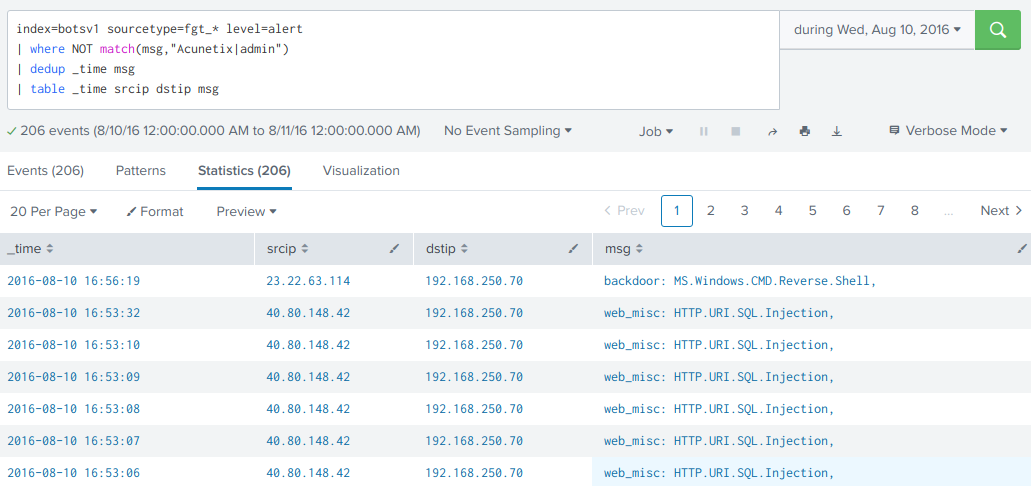 index=botsv1 sourcetype=fgt_* level=alert
| where NOT match(msg,"Acunetix|admin")
| dedup _time msg
| table _time srcip dstip msg
during Wed, Aug 10, 2016
206 events (8/10/16 12:00:00.000 AM to 8/11/16 12:00:00.000 AM) No Event Sampling Job Verbose Mode
Events (206) Patterns Statistics (206) Visualization
20 Per Page Format Preview Prev 1 2 3 4 5 6 7 8 ... Next
_time srcip dstip msg
2016-08-10 16:56:19 23.22.63.114 192.168.250.70 backdoor: MS.Windows.CMD.Reverse.Shell,
2016-08-10 16:53:32 40.80.148.42 192.168.250.70 web_misc: HTTP.URI.SQL.Injection,
2016-08-10 16:53:10 40.80.148.42 192.168.250.70 web_misc: HTTP.URI.SQL.Injection,
2016-08-10 16:53:09 40.80.148.42 192.168.250.70 web_misc: HTTP.URI.SQL.Injection,
2016-08-10 16:53:08 40.80.148.42 192.168.250.70 web_misc: HTTP.URI.SQL.Injection,
2016-08-10 16:53:07 40.80.148.42 192.168.250.70 web_misc: HTTP.URI.SQL.Injection,
2016-08-10 16:53:06 40.80.148.42 192.168.250.70 web_misc: HTTP.URI.SQL.Injection,